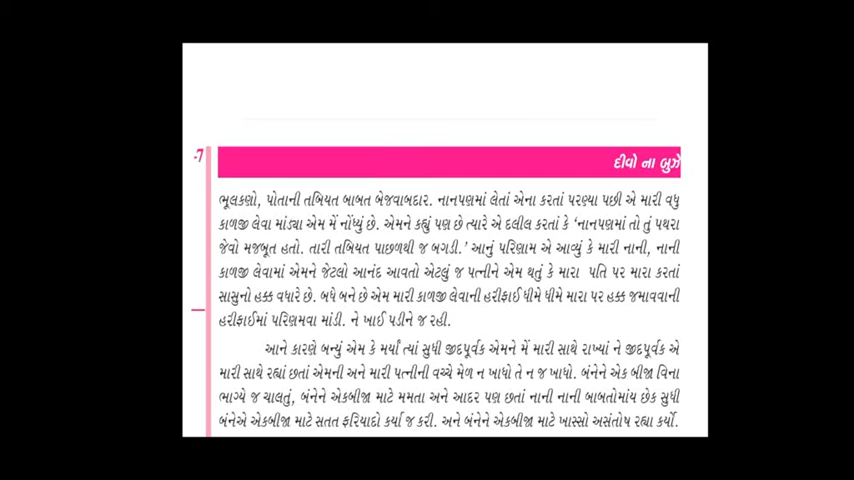 -7
દીવો ના બુઝે
ભૂલકણો, પોતાની તબિયત બાબત બેજવાબદાર. નાનપણમાં લેતાં એના કરતાં પરણ્યા પછી એ મારી વધુ
કાળજી લેવા માંડ્યા એમ મેં નોંધ્યું છે. એમને કહ્યું પણ છે ત્યારે એ દલીલ કરતાં કે ‘નાનપણમાં તો તું પથરા
જેવો મજબૂત હતો. તારી તબિયત પાછળથી જ બગડી.’ આનું પરિણામ એ આવ્યું કે મારી નાની, નાની
કાળજી લેવામાં એમને જેટલો આનંદ આવતો એટલું જ પત્નીને એમ થતું કે મારા પતિ પર મારા કરતાં
સાસુનો હક્ક વધારે છે. બધે બને છે એમ મારી કાળજી લેવાની હરીફાઈ ધીમે ધીમે મારા પર હક્ક જમાવવાની
હરીફાઈમાં પરિણમવા માંડી. ને ખાઈ પડીને જ રહી.
આને કારણે બન્યું એમ કે મર્યાં ત્યાં સુધી જીદપૂર્વક એમને મેં મારી સાથે રાખ્યાં ને જીદપૂર્વક એ
મારી સાથે રહ્યાં છતાં એમની અને મારી પત્નીની વચ્ચે મેળ ન ખાધો તે ન જ ખાધો. બંનેને એક બીજા વિના
ભાગ્યે જ ચાલતું, બંનેને એકબીજા માટે મમતા અને આદર પણ છતાં નાની નાની બાબતોમાંય છેક સુધી
બંનેએ એકબીજા માટે સતત ફરિયાદો કર્યા જ કરી. અને બંનેને એકબીજા માટે ખાસ્સો અસંતોષ રહ્યા કર્યો.